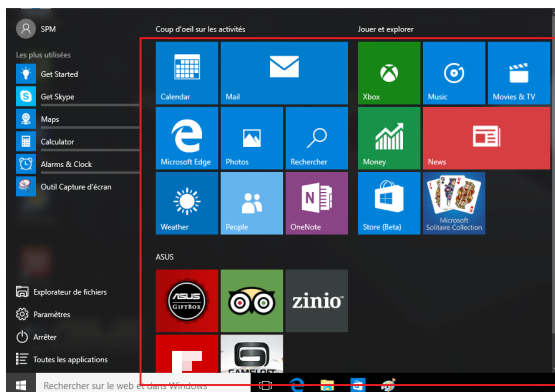 SPM
Les plus utilisées
Get Started
Get Skype
Maps
Calculator
Alarms & Clock
Outil Capture d'écran
Explorateur de fichiers
Paramètres
Arrêter
Toutes les applications
Rechercher sur le web et dans Windows
Coup d'oeil sur les activités
Calendar
Mail
Microsoft Edge
Photos
Rechercher
Weather
People
OneNote
Jouer et explorer
Xbox
Music
Movies & TV
Money
News
Store (Beta)
Microsoft
Solitaire Collection
ASUS
ASUS
GIFTBOX
zinio
GAMELOFT